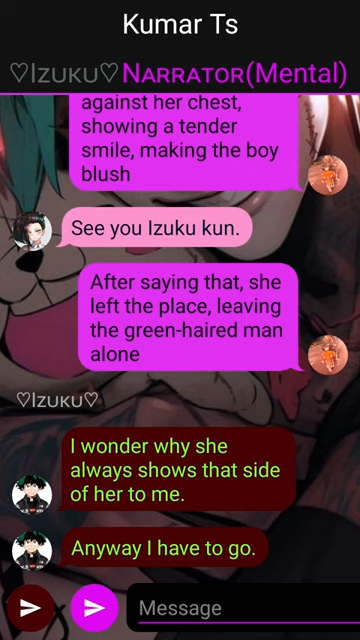 Kumar Ts
♡Izuku♡ Narrator(Mental)
against her chest,
showing a tender
smile, making the boy
blush
See you Izuku kun.
After saying that, she
left the place, leaving
the green-haired man
alone
♡Izuku♡
I wonder why she
always shows that side
of her to me.
Anyway I have to go.
Message